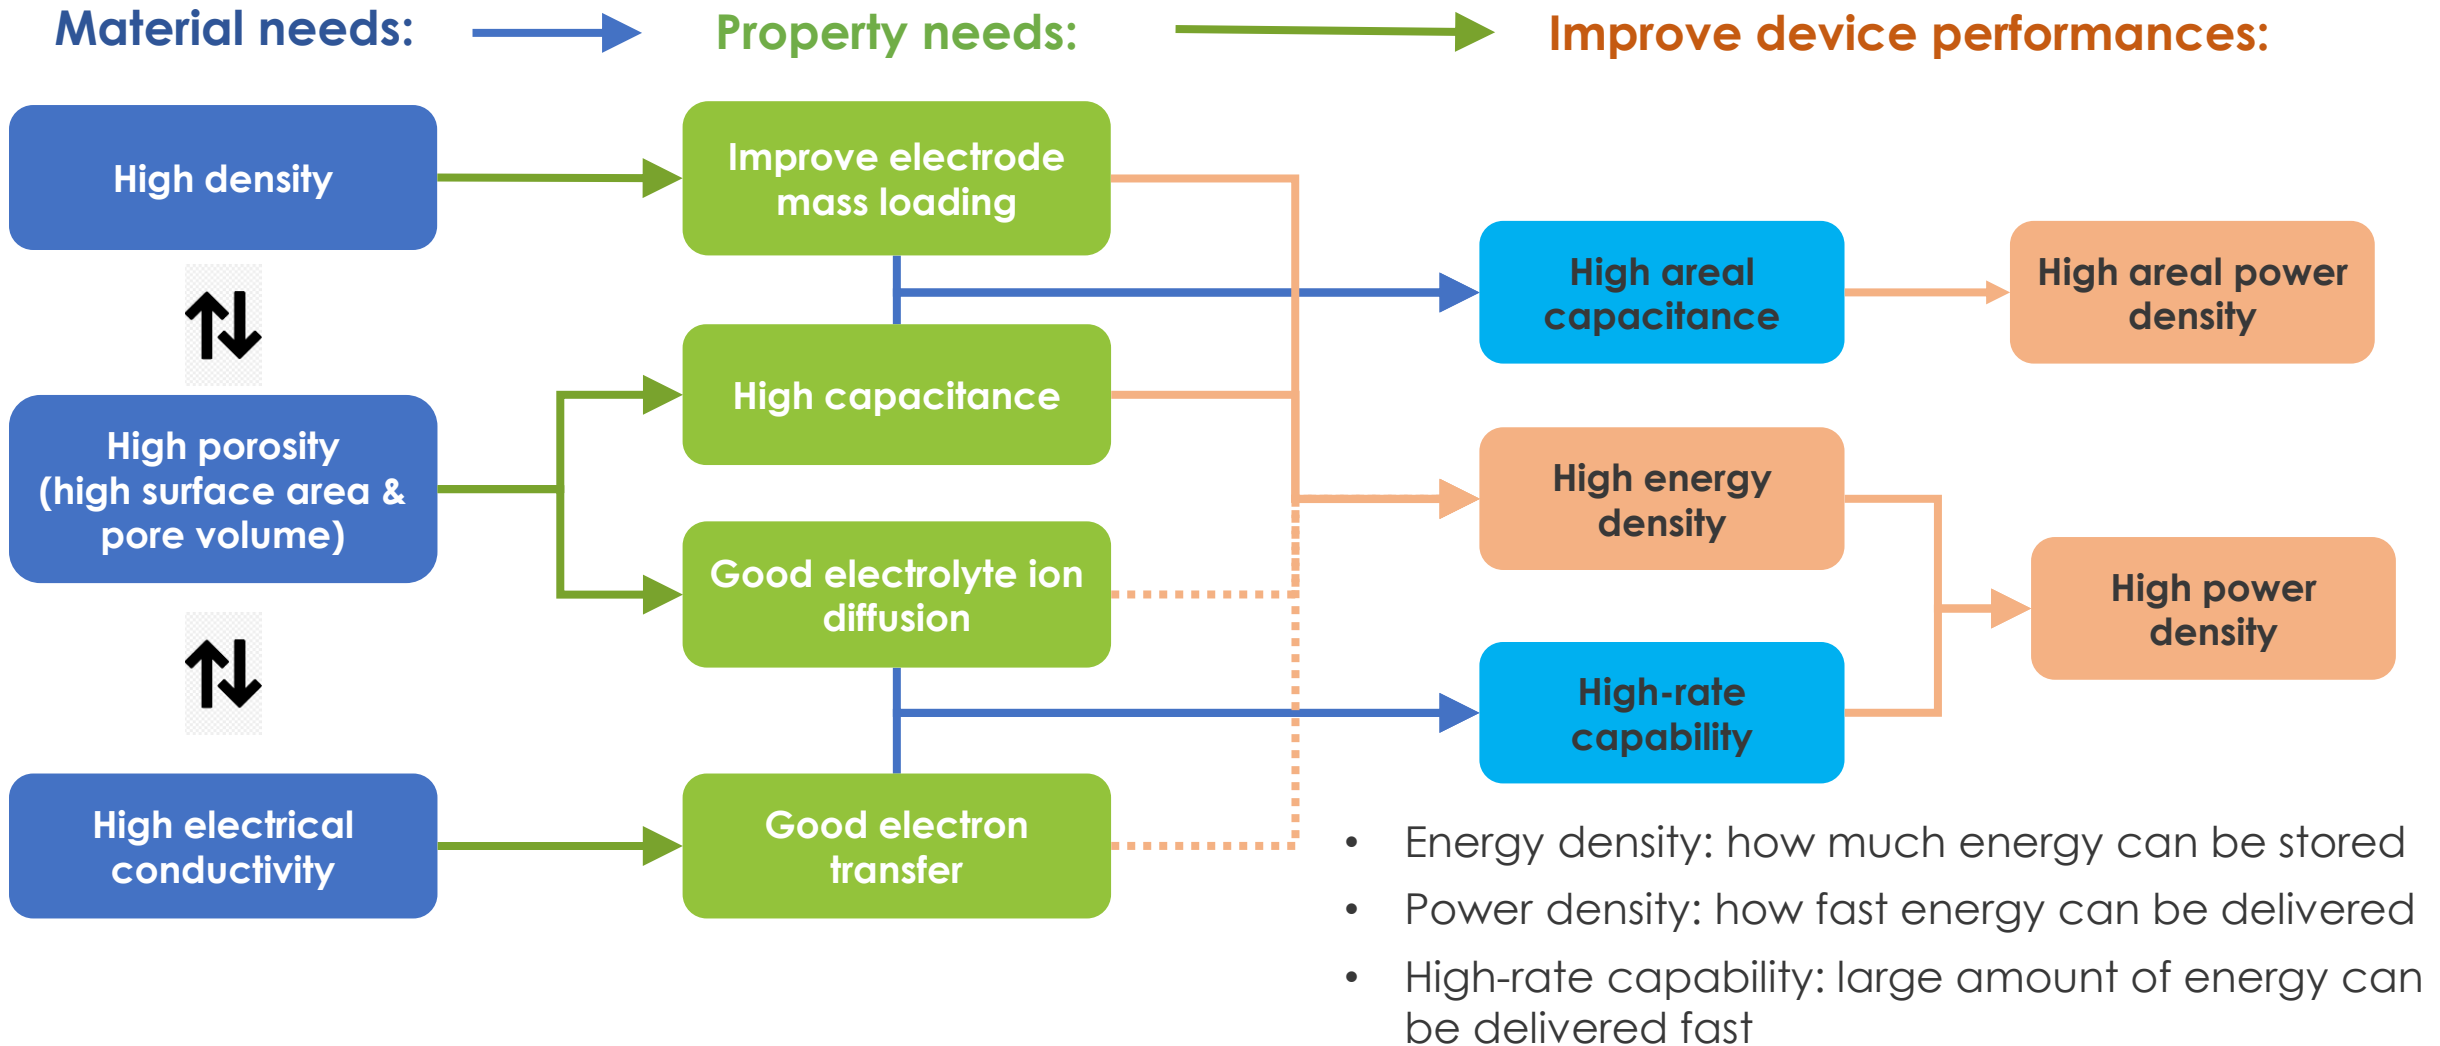 Material needs:
Property needs:
Improve device performances:
High density
High porosity
(high surface area &
pore volume)
High electrical
conductivity
Improve electrode
mass loading
High capacitance
Good electrolyte ion
diffusion
Good electron
transfer
High areal
capacitance
High energy
density
High-rate
capability
High areal power
density
High power
density
• Energy density: how much energy can be stored
• Power density: how fast energy can be delivered
• High-rate capability: large amount of energy can
be delivered fast